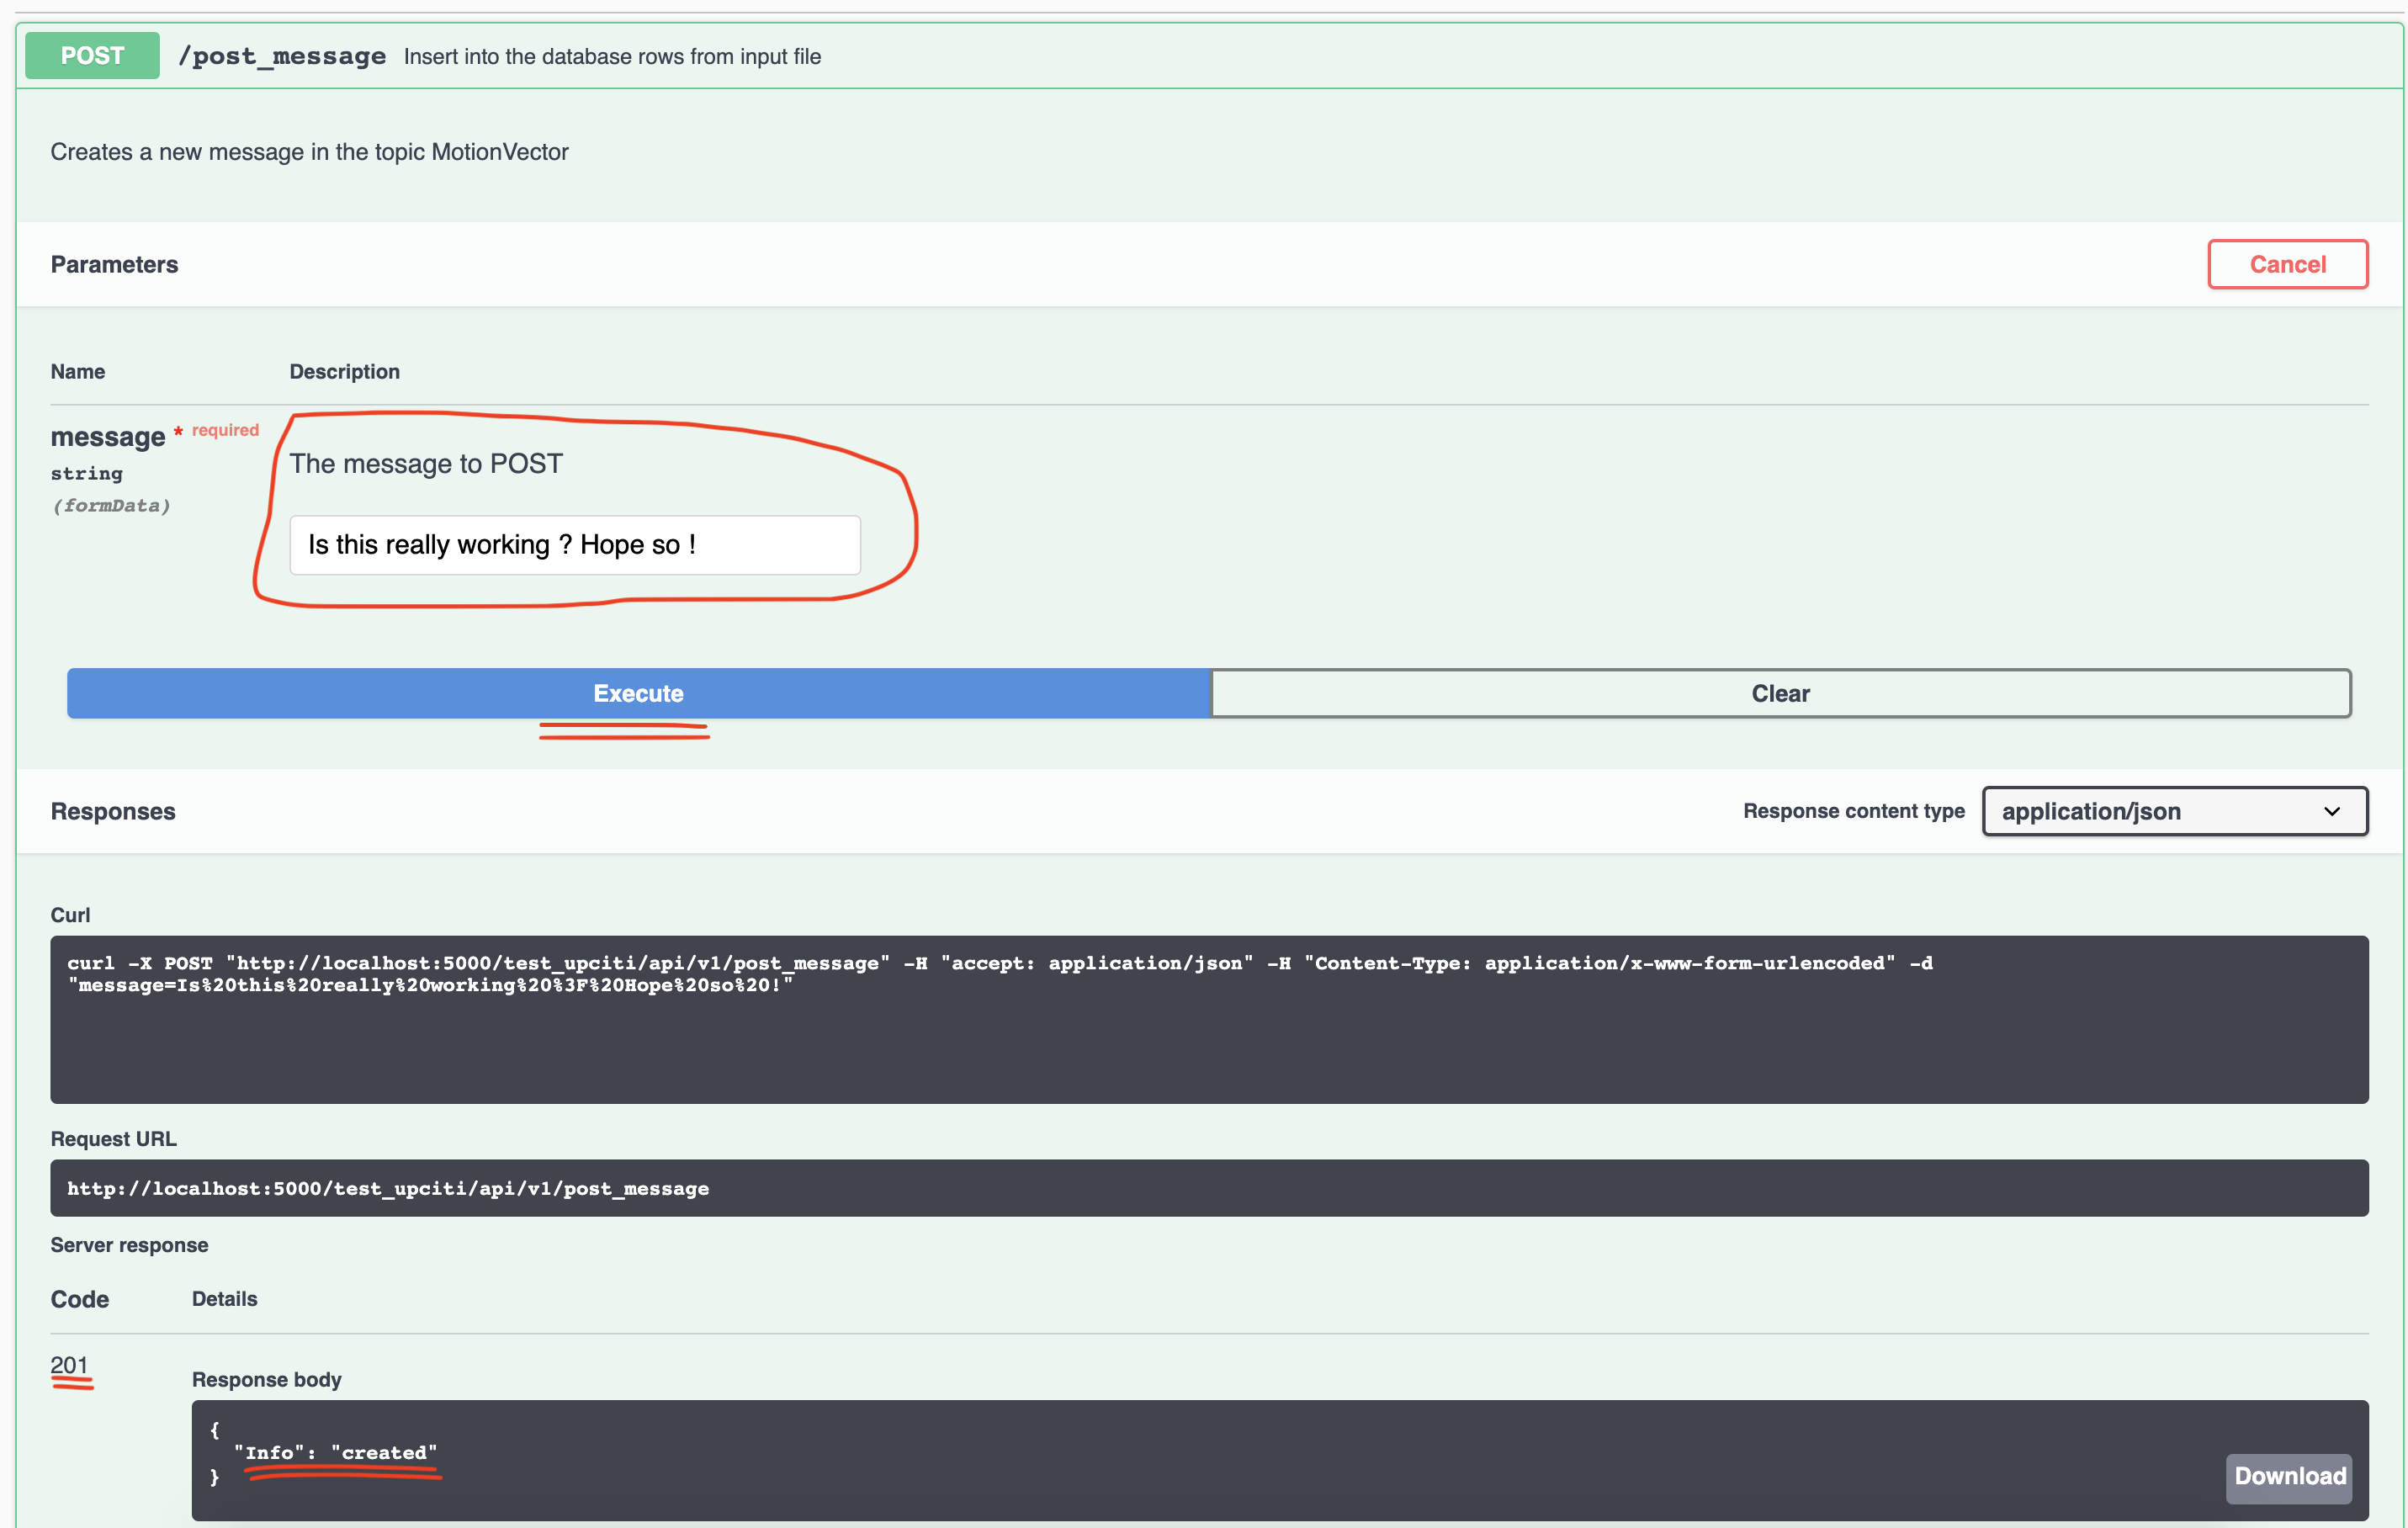 POST /post_message Insert into the database rows from input file
Creates a new message in the topic MotionVector
Parameters
Cancel
Name Description
message * required
string
(formData)
The message to POST
Is this really working ? Hope so !
Execute
Clear
Responses
Response content type application/json
Curl
curl -X POST "http://localhost:5000/test_upciti/api/v1/post_message" -H "accept: application/json" -H "Content-Type: application/x-www-form-urlencoded" -d
"message=Is%20this%20really%20working%20%3F%20Hope%20so%20!"
Request URL
http://localhost:5000/test_upciti/api/v1/post_message
Server response
Code Details
201
Response body
{
"Info": "created"
}
Download